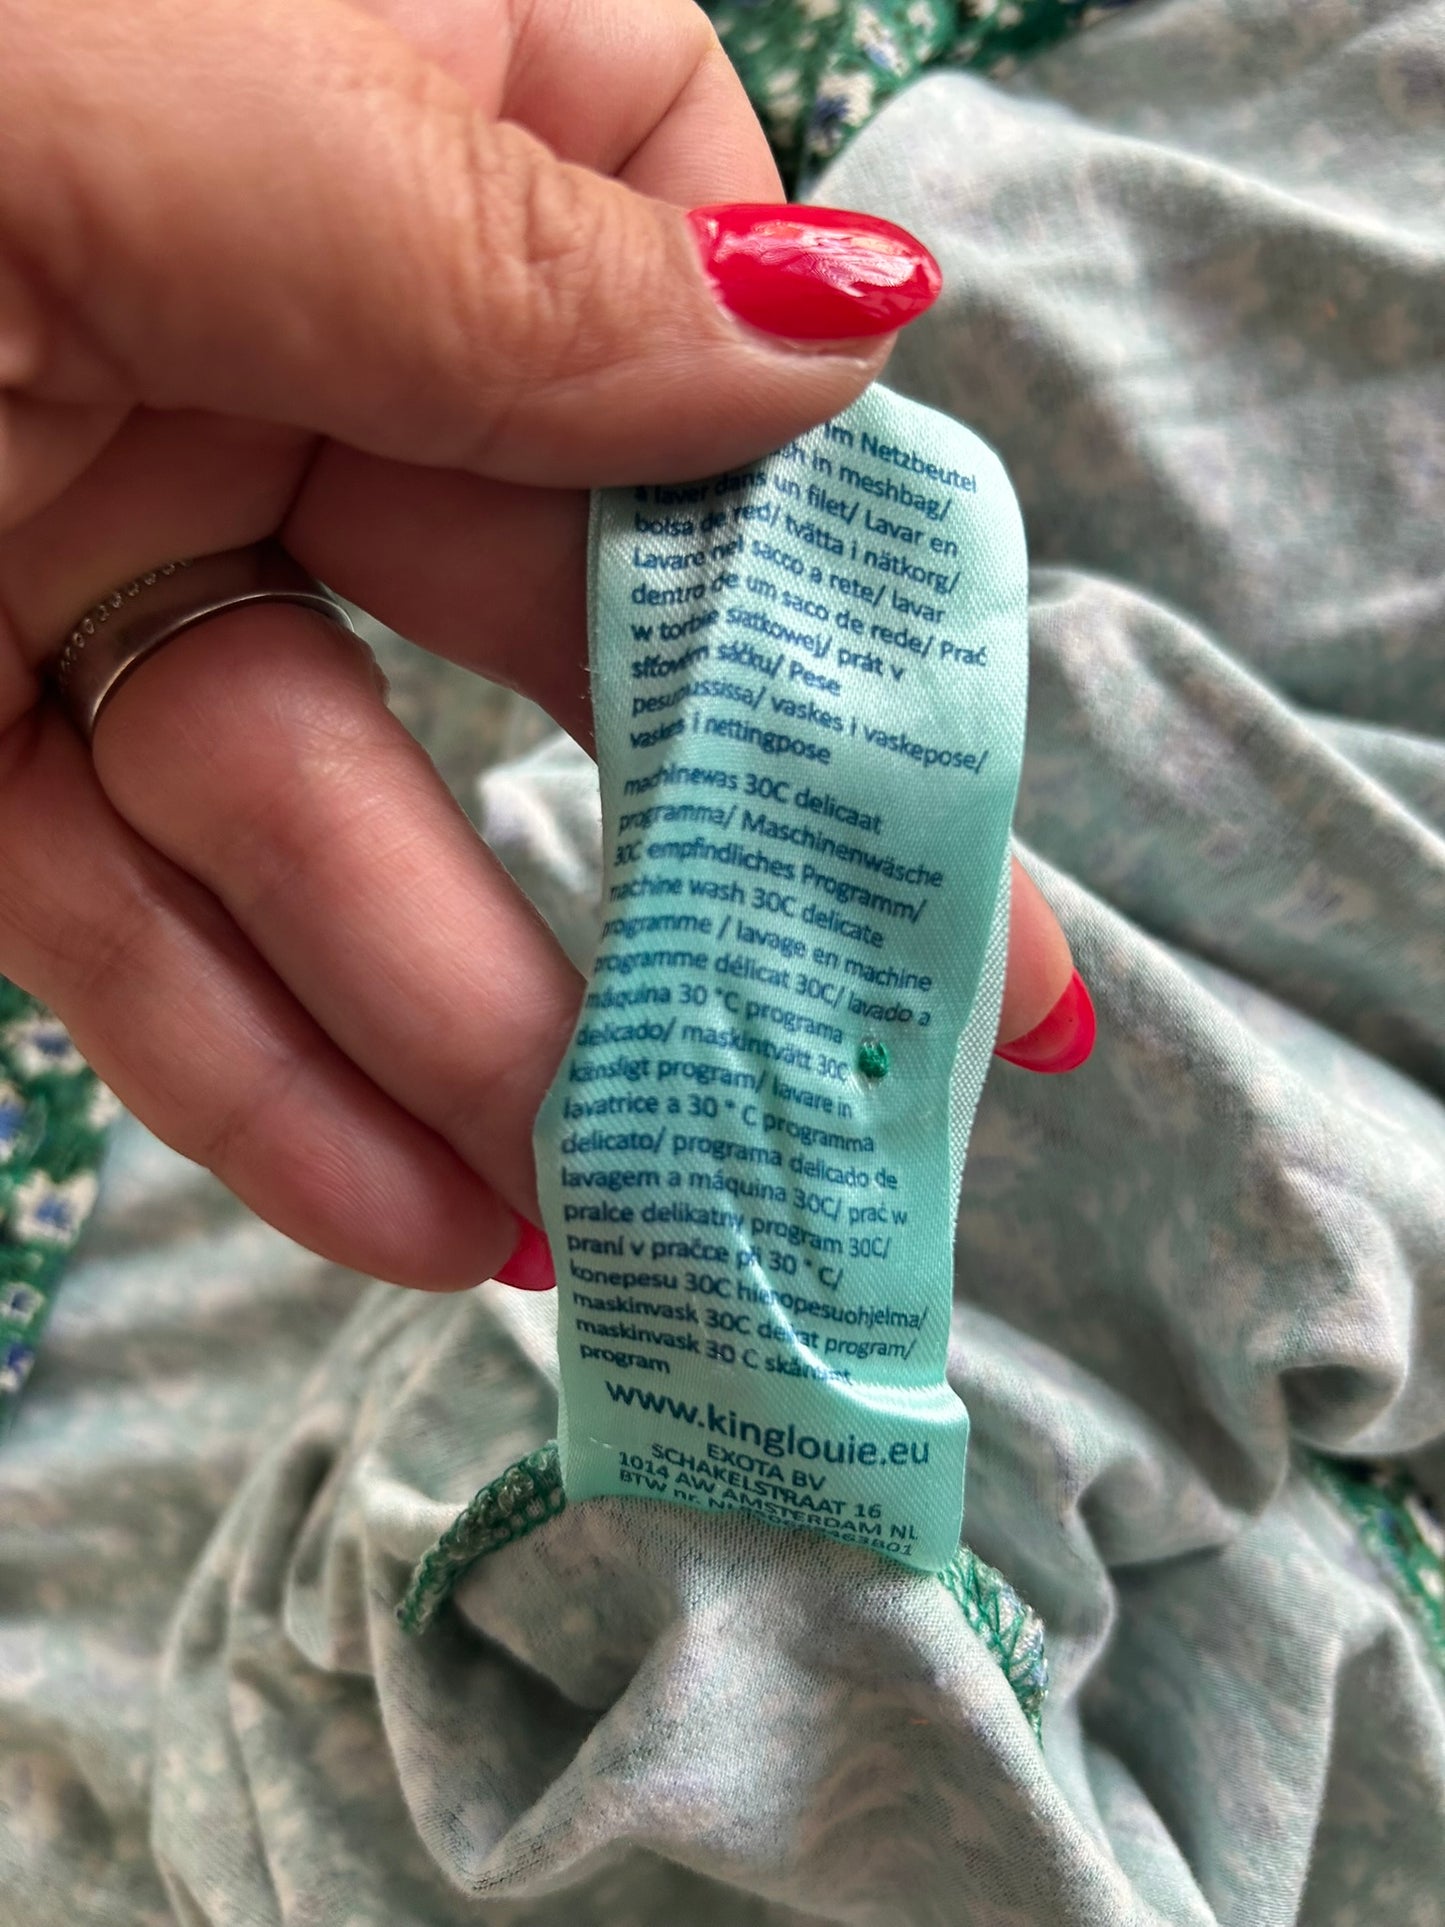 im Netzbeutel
in meshbag/
à laver dans un filet/ Lavar en
bolsa de red/ tvätta i nätkorg/
Lavare nel sacco a rete/ lavar
dentro de um saco de rede/ Prać
w torbie siatkowej/ prát v
síťovém sáčku/ Pese
pesupussissa/ vaskes i vaskepose/
vaskes i nettingpose
machinewas 30C delicaat
programma/ Maschinenwäsche
30C empfindliches Programm/
machine wash 30C delicate
programme / lavage en machine
programme délicat 30C/ lavado a
máquina 30 °C programa
delicado/ maskintvätt 30C
känsligt program/ lavare in
lavatrice a 30 ° C programma
delicato/ programa delicado de
lavagem a máquina 30C/ prać w
pralce delikatny program 30C/
praní v pračce při 30 ° C/
konepesu 30C hienopesuohjelma/
maskinvask 30C delikat program/
maskinvask 30 C skånsomt
program
www.kinglouie.eu
EXOTA BV
SCHAKELSTRAAT 16
1014 AW AMSTERDAM NL
BTW nr.